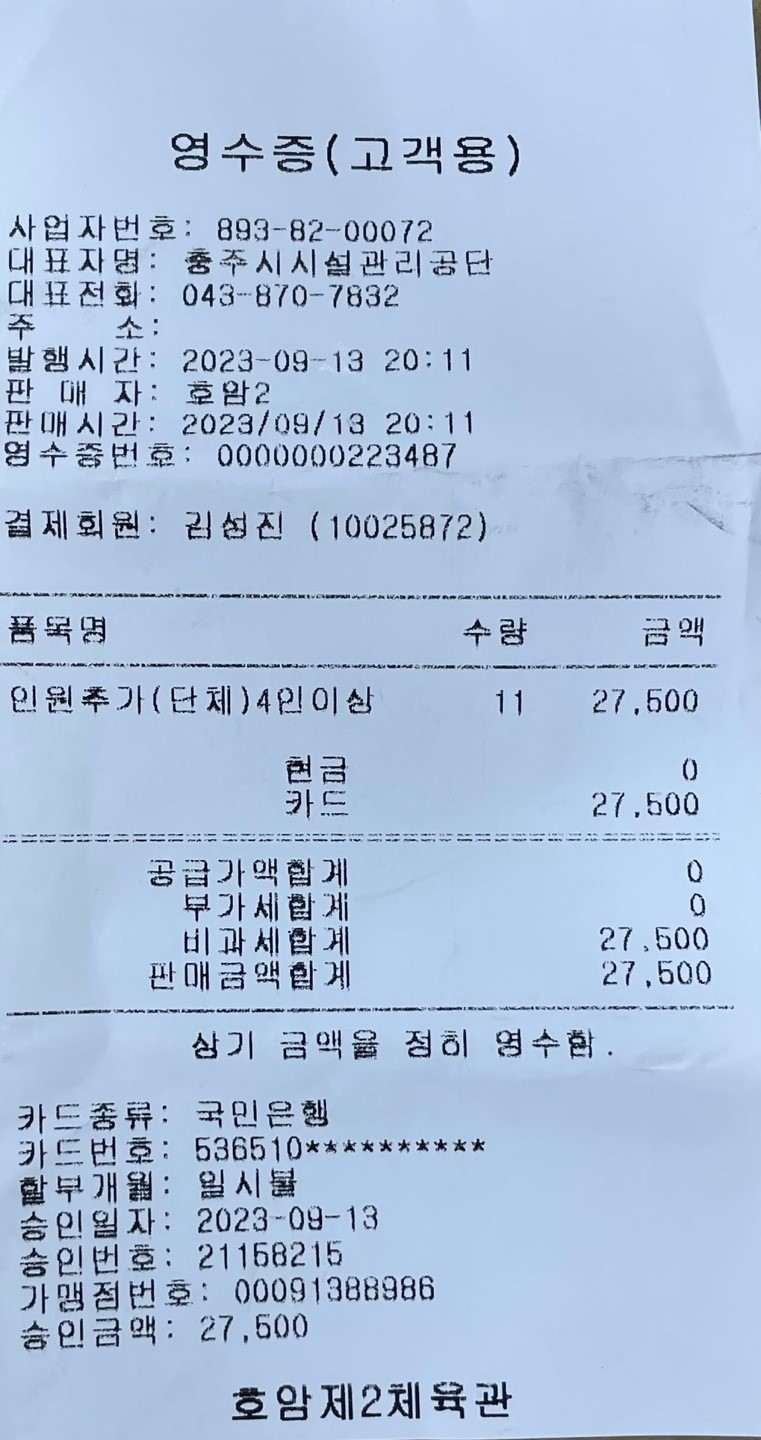 영수증(고객용)
사업자번호: 893-82-00072
대표자명: 충주시시설관리공단
대표전화: 043-870-7832
주 소:
발행시간: 2023-09-13 20:11
판 매 자: 호암2
판매시간: 2023/09/13 20:11
영수증번호: 0000000223487
결제회원: 김성진 (10025872)
품목명 수량 금액
인원추가(단체)4인이상 11 27,500
현금 0
카드 27,500
공급가액합계 0
부가세합계 0
비과세합계 27,500
판매금액합계 27,500
상기 금액을 정히 영수함.
카드종류: 국민은행
카드번호: 536510**********
할부개월: 일시불
승인일자: 2023-09-13
승인번호: 21158215
가맹점번호: 00091388986
승인금액: 27,500
호암제2체육관